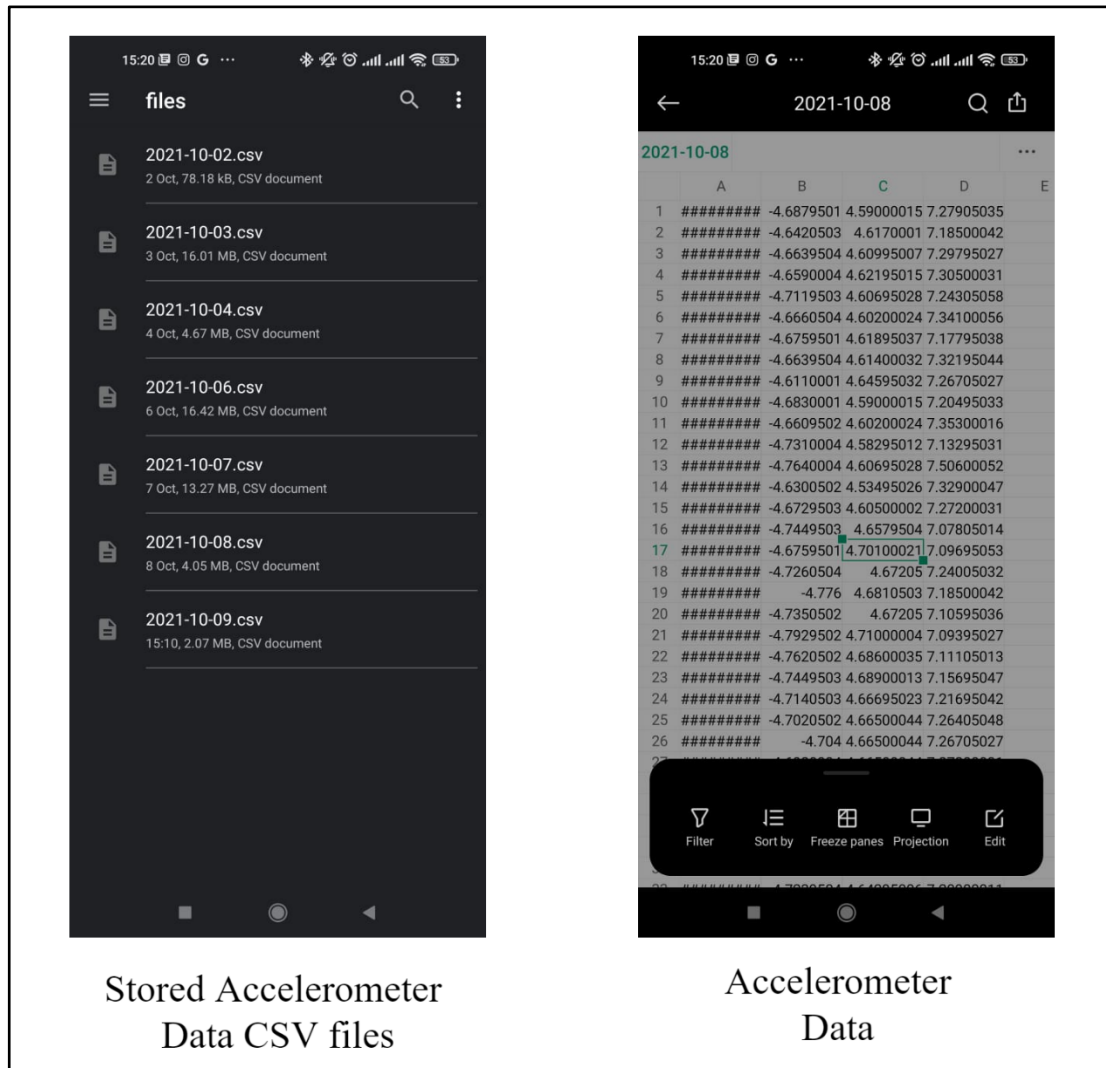 15:20 G ... 53
files
2021-10-02.csv
2 Oct, 78.18 kB, CSV document
2021-10-03.csv
3 Oct, 16.01 MB, CSV document
2021-10-04.csv
4 Oct, 4.67 MB, CSV document
2021-10-06.csv
6 Oct, 16.42 MB, CSV document
2021-10-07.csv
7 Oct, 13.27 MB, CSV document
2021-10-08.csv
8 Oct, 4.05 MB, CSV document
2021-10-09.csv
15:10, 2.07 MB, CSV document
Stored Accelerometer
Data CSV files
15:20 G ... 53
2021-10-08
2021-10-08 ...
A B C D E
1 ######### -4.6879501 4.59000015 7.27905035
2 ######### -4.6420503 4.6170001 7.18500042
3 ######### -4.6639504 4.60995007 7.29795027
4 ######### -4.6590004 4.62195015 7.30500031
5 ######### -4.7119503 4.60695028 7.24305058
6 ######### -4.6660504 4.60200024 7.34100056
7 ######### -4.6759501 4.61895037 7.17795038
8 ######### -4.6639504 4.61400032 7.32195044
9 ######### -4.6110001 4.64595032 7.26705027
10 ######### -4.6830001 4.59000015 7.20495033
11 ######### -4.6609502 4.60200024 7.35300016
12 ######### -4.7310004 4.58295012 7.13295031
13 ######### -4.7640004 4.60695028 7.50600052
14 ######### -4.6300502 4.53495026 7.32900047
15 ######### -4.6729503 4.60500002 7.27200031
16 ######### -4.7449503 4.6579504 7.07805014
17 ######### -4.6759501 4.70100021 7.09695053
18 ######### -4.7260504 4.67205 7.24005032
19 ######### -4.776 4.6810503 7.18500042
20 ######### -4.7350502 4.67205 7.10595036
21 ######### -4.7929502 4.71000004 7.09395027
22 ######### -4.7620502 4.68600035 7.11105013
23 ######### -4.7449503 4.68900013 7.15695047
24 ######### -4.7140503 4.66695023 7.21695042
25 ######### -4.7020502 4.66500044 7.26405048
26 ######### -4.704 4.66500044 7.26705027
Filter Sort by Freeze panes Projection Edit
Accelerometer
Data